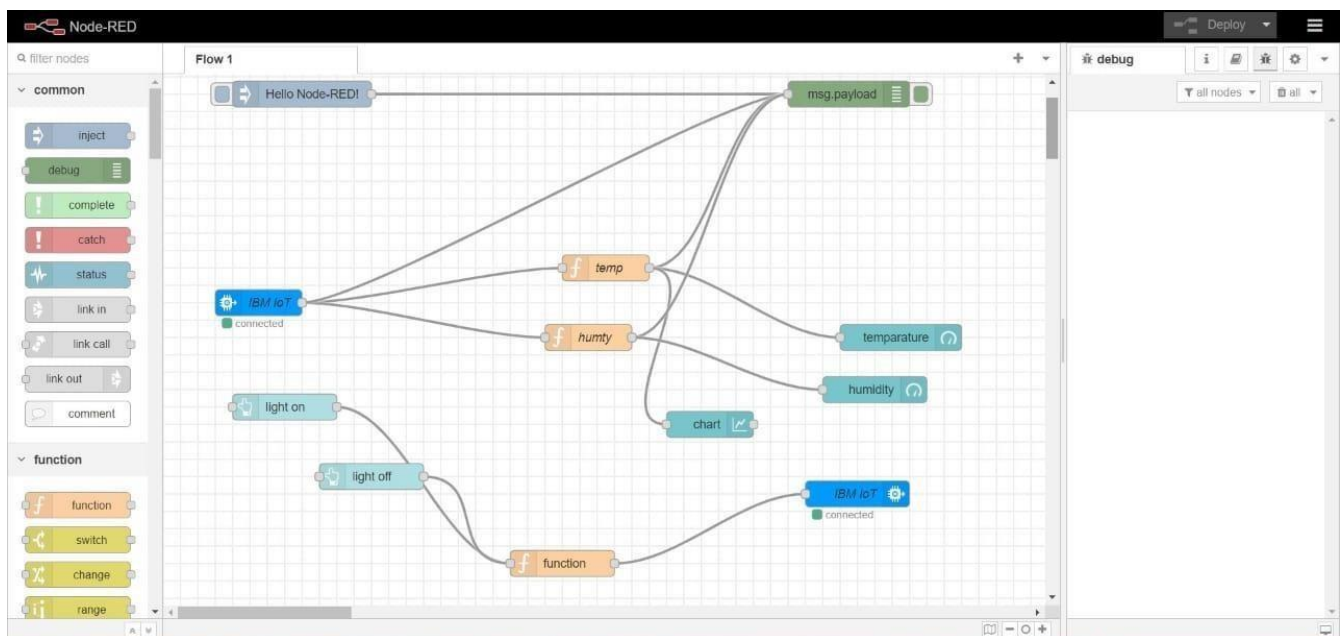 Node-RED
Deploy
filter nodes
common
inject
debug
complete
catch
status
link in
link call
link out
comment
function
function
switch
change
range
Flow 1
Hello Node-RED!
msg.payload
temp
IBM IoT
connected
humty
temparature
humidity
light on
chart
light off
IBM IoT
connected
function
debug
all nodes
all